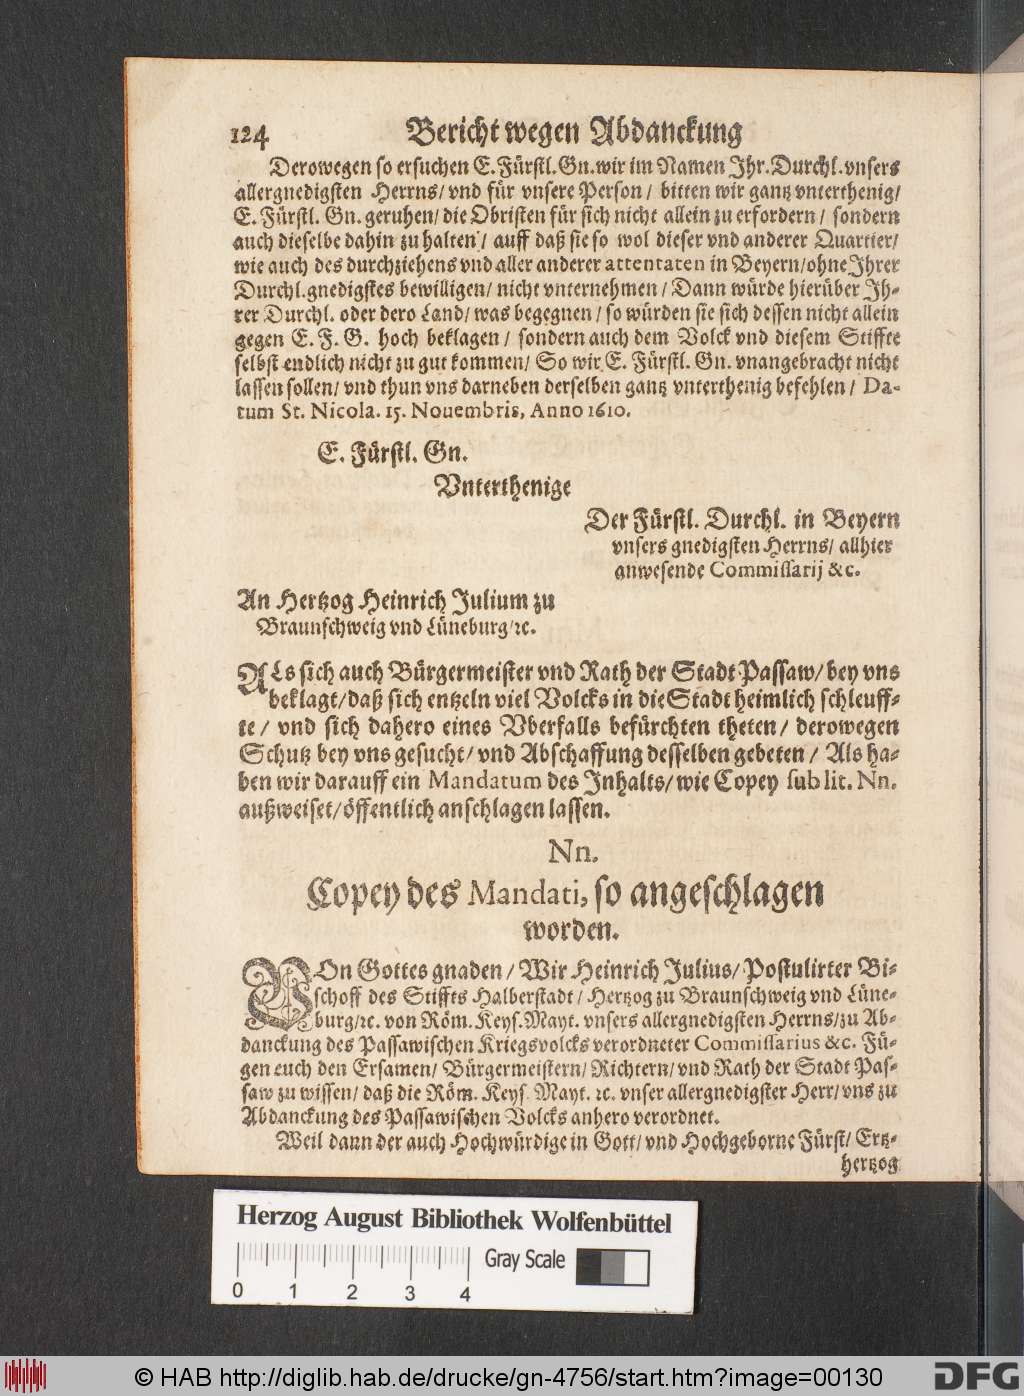 124 Bericht wegen Abdanckung
Derowegen so ersuchen E. Fürstl. Gn. wir im Namen Ihr. Durchl. vnsers
allergnedigsten Herrns/ vnd für vnsere Person/ bitten wir gantz vnterthenig/
E. Fürstl. Gn. geruhen/ die Obristen für sich nicht allein zu erfordern/ sondern
auch dieselbe dahin zu halten/ auff daß sie so wol dieser vnd anderer Quartier/
wie auch des durchziehens vnd aller anderer attentaten in Beyern/ ohne Ihrer
Durchl. gnedigstes bewilligen/ nicht vnternehmen/ Dann würde hierüber Ih-
rer Durchl. oder dero Land/ was begegnen/ so würden sie sich dessen nicht allein
gegen E. F. G. hoch beklagen/ sondern auch dem Volck vnd diesem Stiffte
selbst endlich nicht zu gut kommen/ So wir E. Fürstl. Gn. vnangebracht nicht
lassen sollen/ vnd thun vns darneben derselben gantz vnterthenig befehlen/ Da-
tum St. Nicola. 15. Nouembris, Anno 1610.
E. Fürstl. Gn.
Vnterthenige
Der Fürstl. Durchl. in Beyern
vnsers gnedigsten Herrns/ allhier
anwesende Commissarij &c.
An Hertzog Heinrich Julium zu
Braunschweig vnd Lüneburg/ ꝛc.
ALs sich auch Bürgermeister vnd Rath der Stadt Passaw/ bey vns
beklagt/ daß sich entzeln viel Volcks in die Stadt heimlich schleuff-
te/ vnd sich dahero eines Vberfalls befürchten theten/ derowegen
Schutz bey vns gesucht/ vnd Abschaffung desselben gebeten/ Als ha-
ben wir darauff ein Mandatum des Inhalts/ wie Copey sub lit. Nn.
außweiset/ öffentlich anschlagen lassen.
Nn.
Copey des Mandati, so angeschlagen
worden.
VOn Gottes gnaden/ Wir Heinrich Julius/ Postulirter Bi-
schoff des Stiffts Halberstadt/ Hertzog zu Braunschweig vnd Lüne-
burg/ ꝛc. von Röm. Keys. Mayt. vnsers allergnedigsten Herrns/ zu Ab-
danckung des Passawischen Kriegsvolcks verordneter Commissarius &c. Fü-
gen euch den Ersamen/ Bürgermeistern/ Richtern/ vnd Rath der Stadt Pas-
saw zu wissen/ daß die Röm. Keys. Mayt. ꝛc. vnser allergnedigster Herr/ vns zu
Abdanckung des Passawischen Volcks anhero verordnet.
Weil dann der auch Hochwürdige in Gott/ vnd Hochgeborne Fürst/ Ertz-
hertzog
Herzog August Bibliothek Wolfenbüttel
Gray Scale
0 1 2 3 4
© HAB http://diglib.hab.de/drucke/gn-4756/start.htm?image=00130
DFG